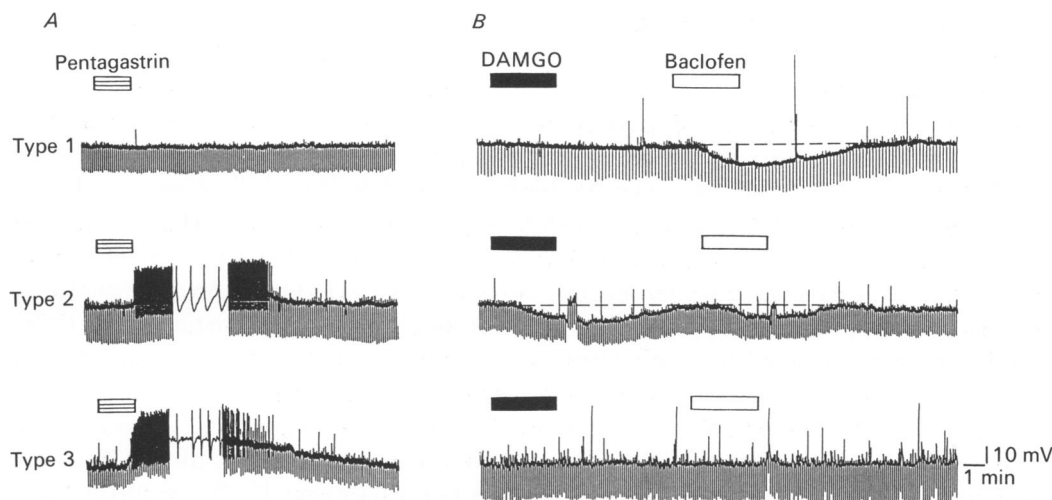 A
B
Pentagastrin
DAMGO
Baclofen
Type 1
Type 2
Type 3
10 mV
1 min